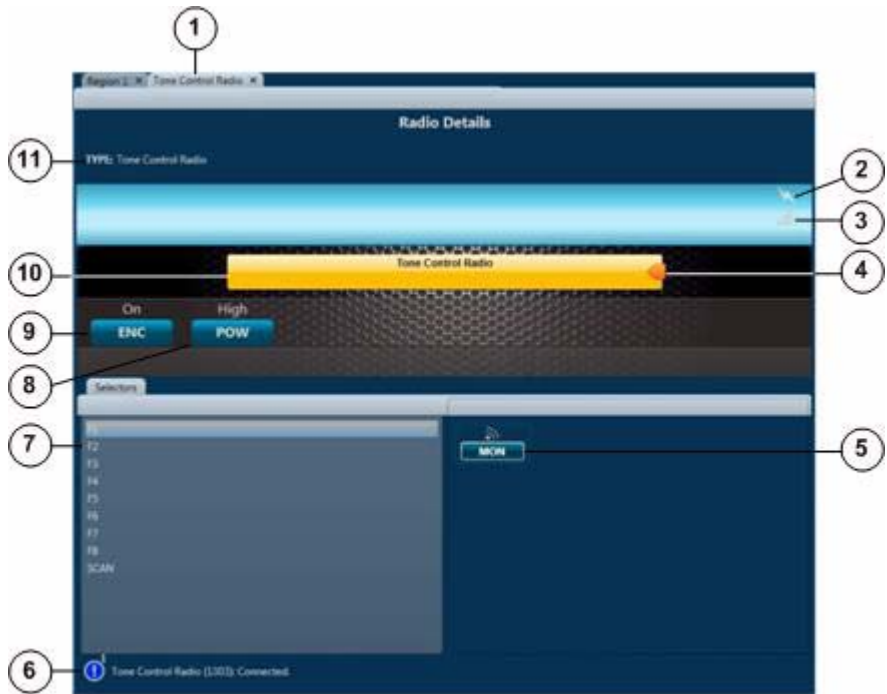 1
Region 1 × Tone Control Radio ×
Radio Details
11
TYPE: Tone Control Radio
2
3
Tone Control Radio
10
4
On High
9
ENC POW
8
Selectors
F1
7
F2
5
MON
F3
F4
F5
F6
F7
F8
SCAN
6
Tone Control Radio (1303): Connected.